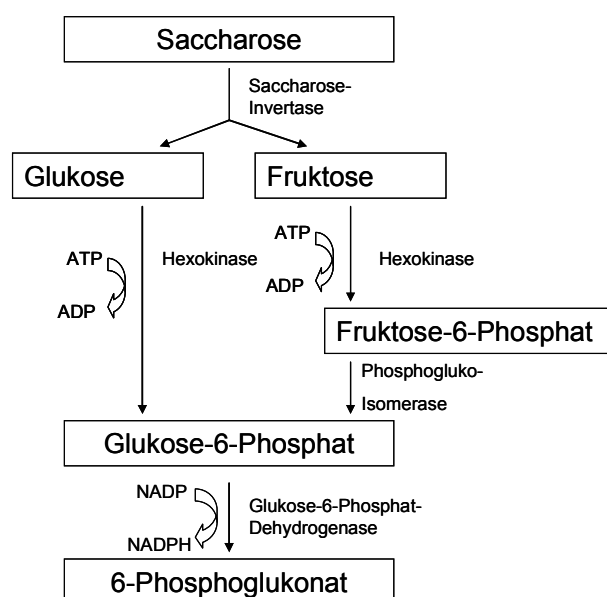 Saccharose
Saccharose-
Invertase
Glukose
Fruktose
ATP
ADP
Hexokinase
ATP
ADP
Hexokinase
Fruktose-6-Phosphat
Phosphogluko-
Isomerase
Glukose-6-Phosphat
NADP
NADPH
Glukose-6-Phosphat-
Dehydrogenase
6-Phosphoglukonat